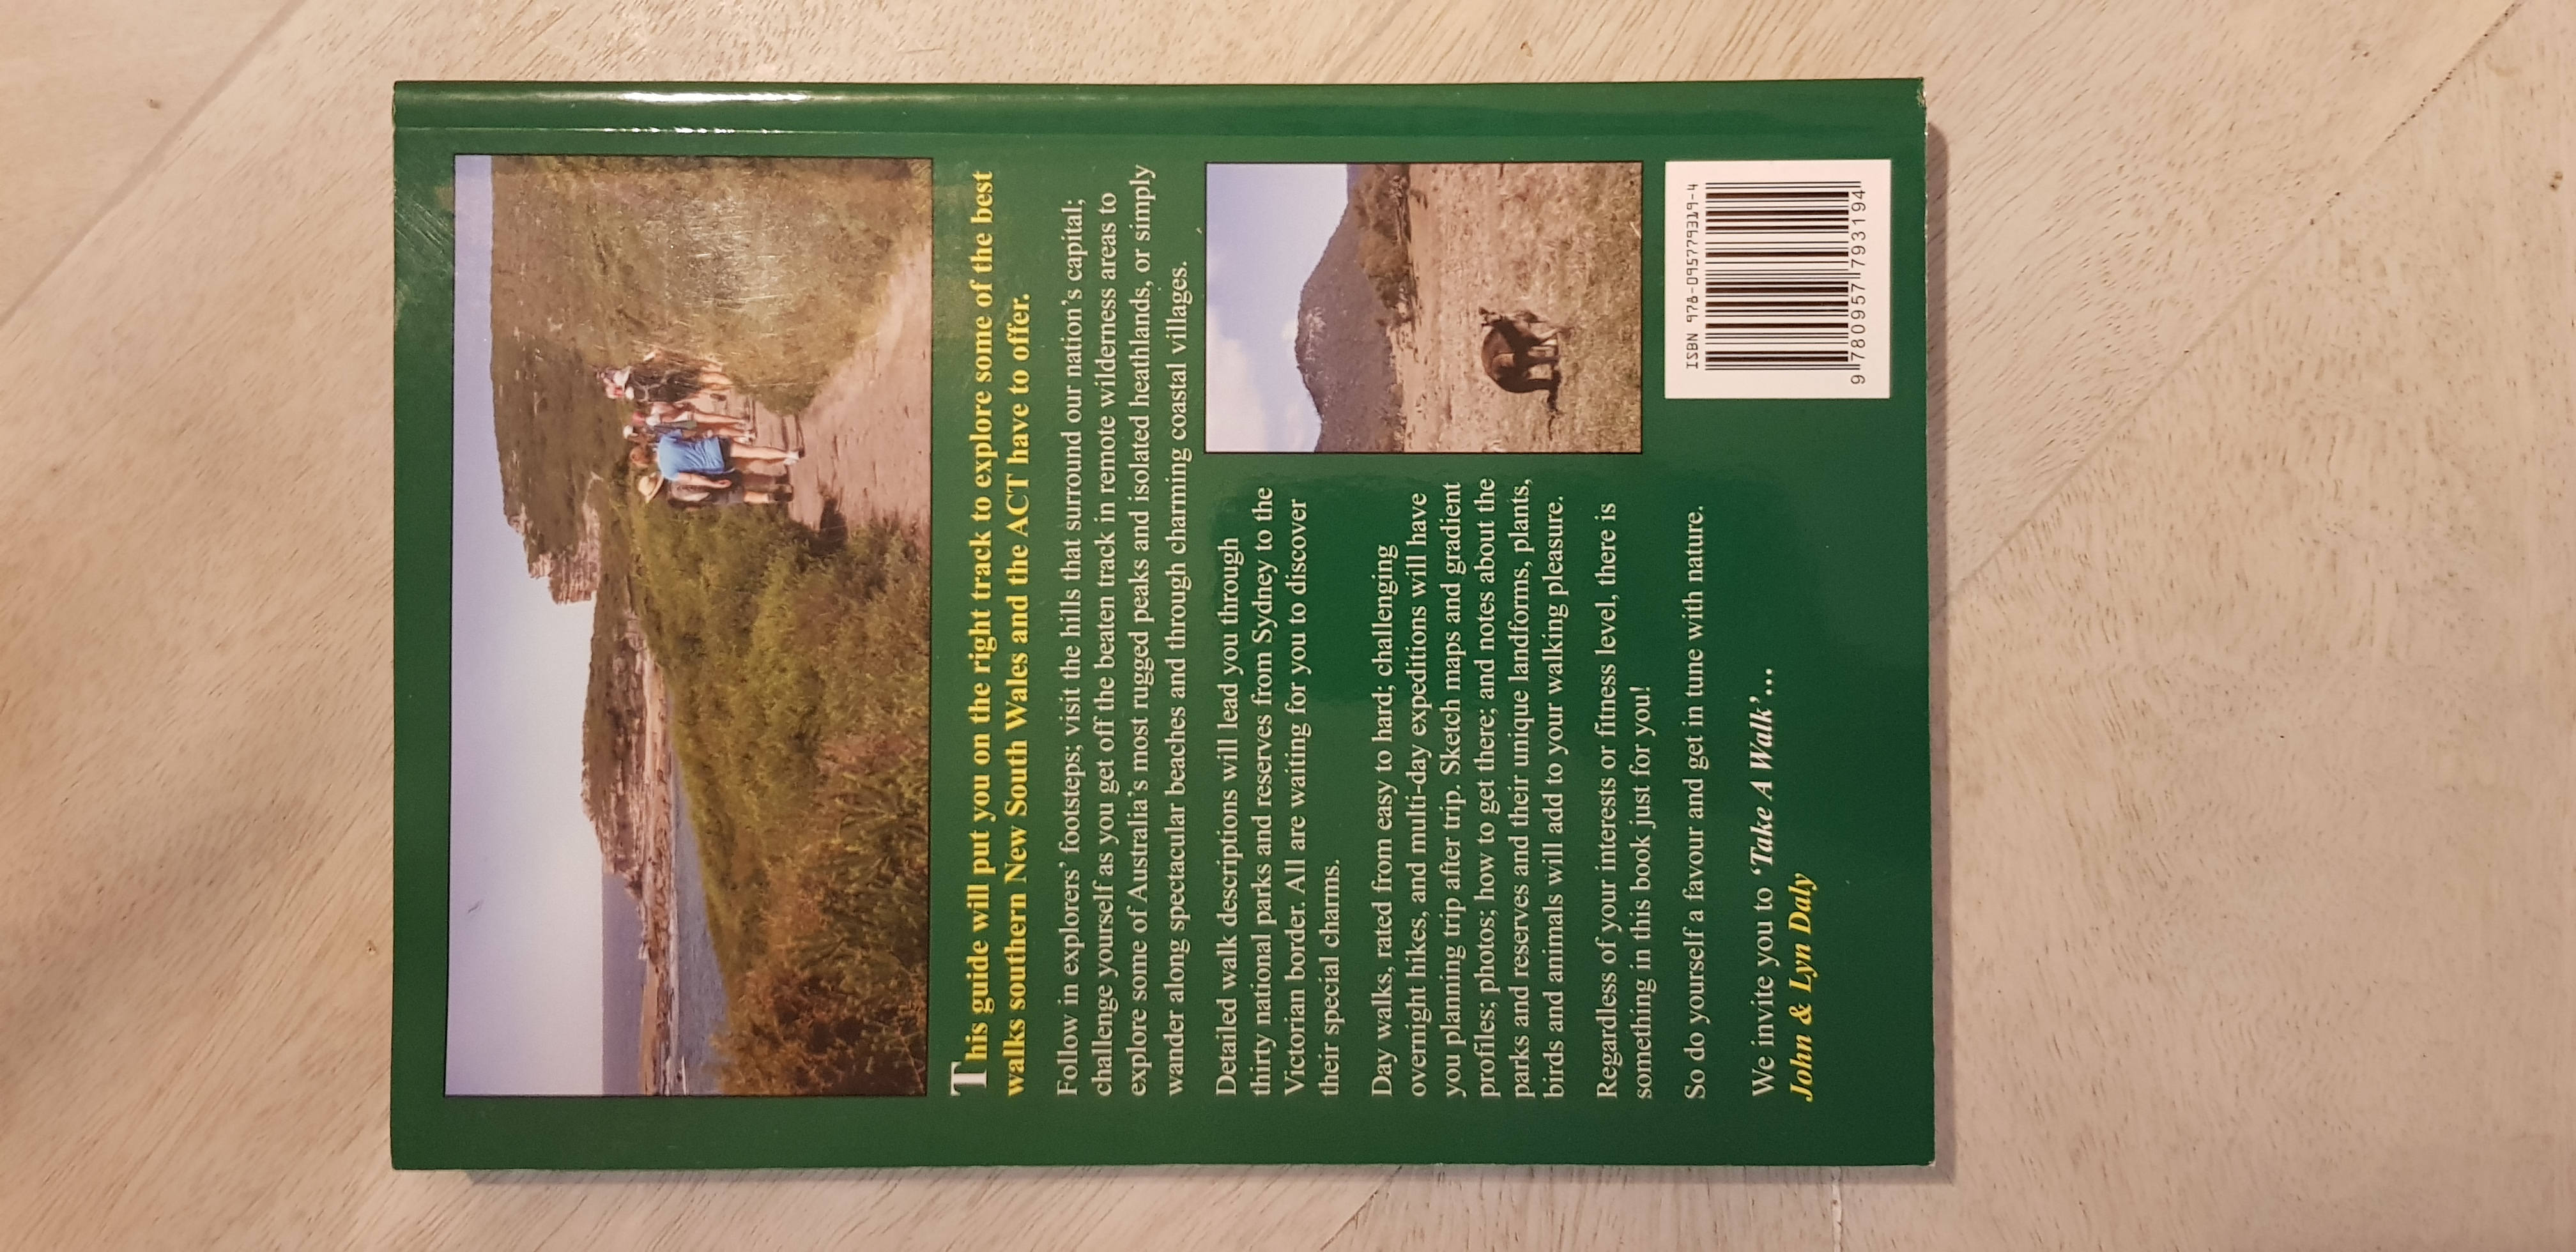 This guide will put you on the right track to explore some of the best
walks southern New South Wales and the ACT have to offer.
Follow in explorers' footsteps; visit the hills that surround our nation's capital;
challenge yourself as you get off the beaten track in remote wilderness areas to
explore some of Australia's most rugged peaks and isolated heathlands, or simply
wander along spectacular beaches and through charming coastal villages.
Detailed walk descriptions will lead you through
thirty national parks and reserves from Sydney to the
Victorian border. All are waiting for you to discover
their special charms.
Day walks, rated from easy to hard; challenging
overnight hikes, and multi-day expeditions will have
you planning trip after trip. Sketch maps and gradient
profiles; photos; how to get there; and notes about the
parks and reserves and their unique landforms, plants,
birds and animals will add to your walking pleasure.
Regardless of your interests or fitness level, there is
something in this book just for you!
So do yourself a favour and get in tune with nature.
We invite you to 'Take A Walk'...
John & Lyn Daly
ISBN 978-095779319-4
9 780957 793194